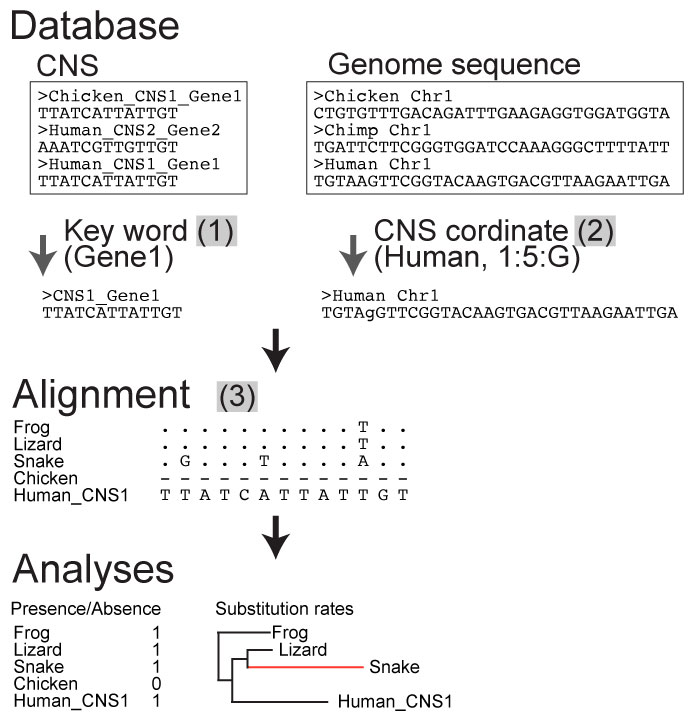 Database
CNS
>Chicken_CNS1_Gene1
TTATCATTATTGT
>Human_CNS2_Gene2
AAATCGTTGTTGT
>Human_CNS1_Gene1
TTATCATTATTGT
Genome sequence
>Chicken Chr1
CTGTGTTTGACAGATTTGAAGAGGTGGATGGTA
>Chimp Chr1
TGATTCTTCGGGTGGATCCAAAGGGCTTTTATT
>Human Chr1
TGTAAGTTCGGTACAAGTGACGTTAAGAATTGA
Key word (1)
(Gene1)
>CNS1_Gene1
TTATCATTATTGT
CNS cordinate (2)
(Human, 1:5:G)
>Human Chr1
TGTAgGTTCGGTACAAGTGACGTTAAGAATTGA
Alignment (3)
Frog . . . . . . . . . . T . .
Lizard . . . . . . . . . . T . .
Snake . G . . . T . . . . A . .
Chicken - - - - - - - - - - - - -
Human_CNS1 T T A T C A T T A T T G T
Analyses
Presence/Absence
Frog 1
Lizard 1
Snake 1
Chicken 0
Human_CNS1 1
Substitution rates
Frog
Lizard
Snake
Human_CNS1